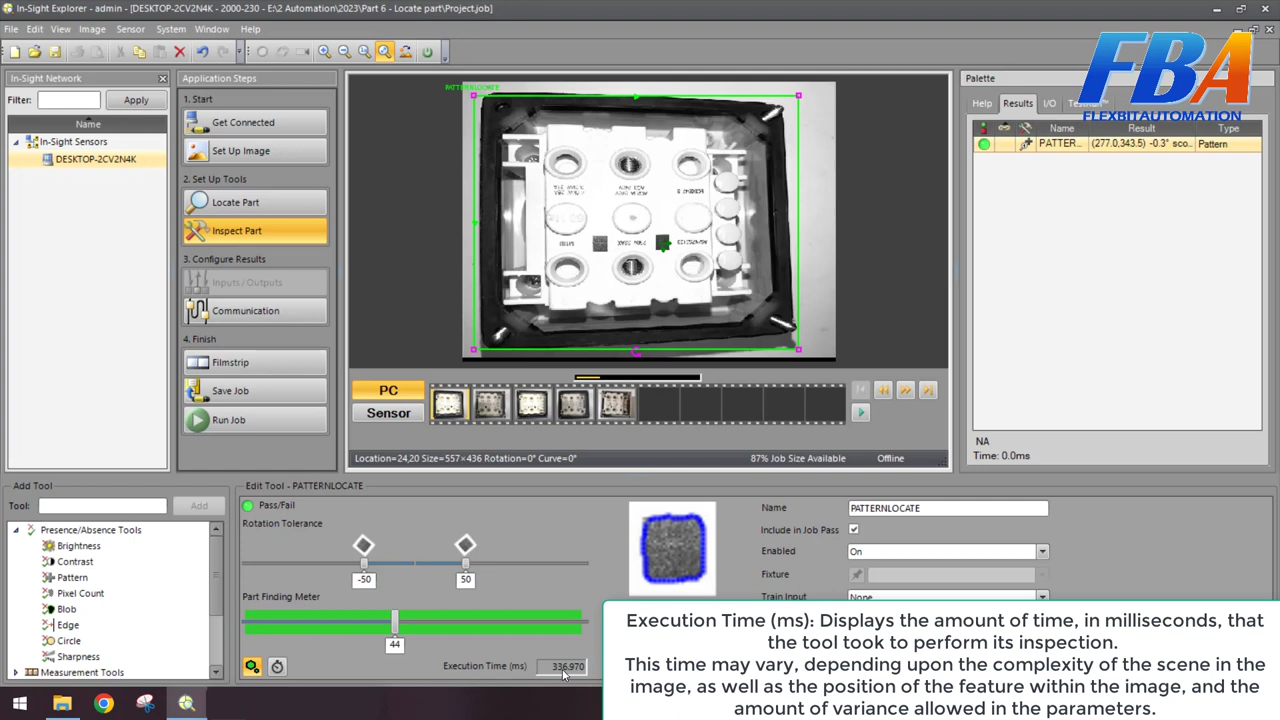 In-Sight Explorer - admin - [DESKTOP-2CV2N4K - 2000-230 - E:\2 Automation\2023\Part 6 - Locate part\Project.job]
File Edit View Image Sensor System Window Help
FBA
FLEXBITAUTOMATION
In-Sight Network
Filter:
Apply
Name
In-Sight Sensors
DESKTOP-2CV2N4K
Application Steps
1. Start
Get Connected
Set Up Image
2. Set Up Tools
Locate Part
Inspect Part
3. Configure Results
Inputs / Outputs
Communication
4. Finish
Filmstrip
Save Job
Run Job
PATTERNLOCATE
PC
Sensor
Location=24,20 Size=557×436 Rotation=0° Curve=0°
87% Job Size Available
Offline
Palette
Help Results I/O
Name Result Type
PATTER... (277.0,343.5) -0.3° sco... Pattern
NA
Time: 0.0ms
Add Tool
Tool:
Add
Presence/Absence Tools
Brightness
Contrast
Pattern
Pixel Count
Blob
Edge
Circle
Sharpness
Measurement Tools
Edit Tool - PATTERNLOCATE
Pass/Fail
Rotation Tolerance
-50 50
Part Finding Meter
44
Execution Time (ms) 336.970
Name PATTERNLOCATE
Include in Job Pass
Enabled On
Fixture
Train Input None
Execution Time (ms): Displays the amount of time, in milliseconds, that
the tool took to perform its inspection.
This time may vary, depending upon the complexity of the scene in the
image, as well as the position of the feature within the image, and the
amount of variance allowed in the parameters.